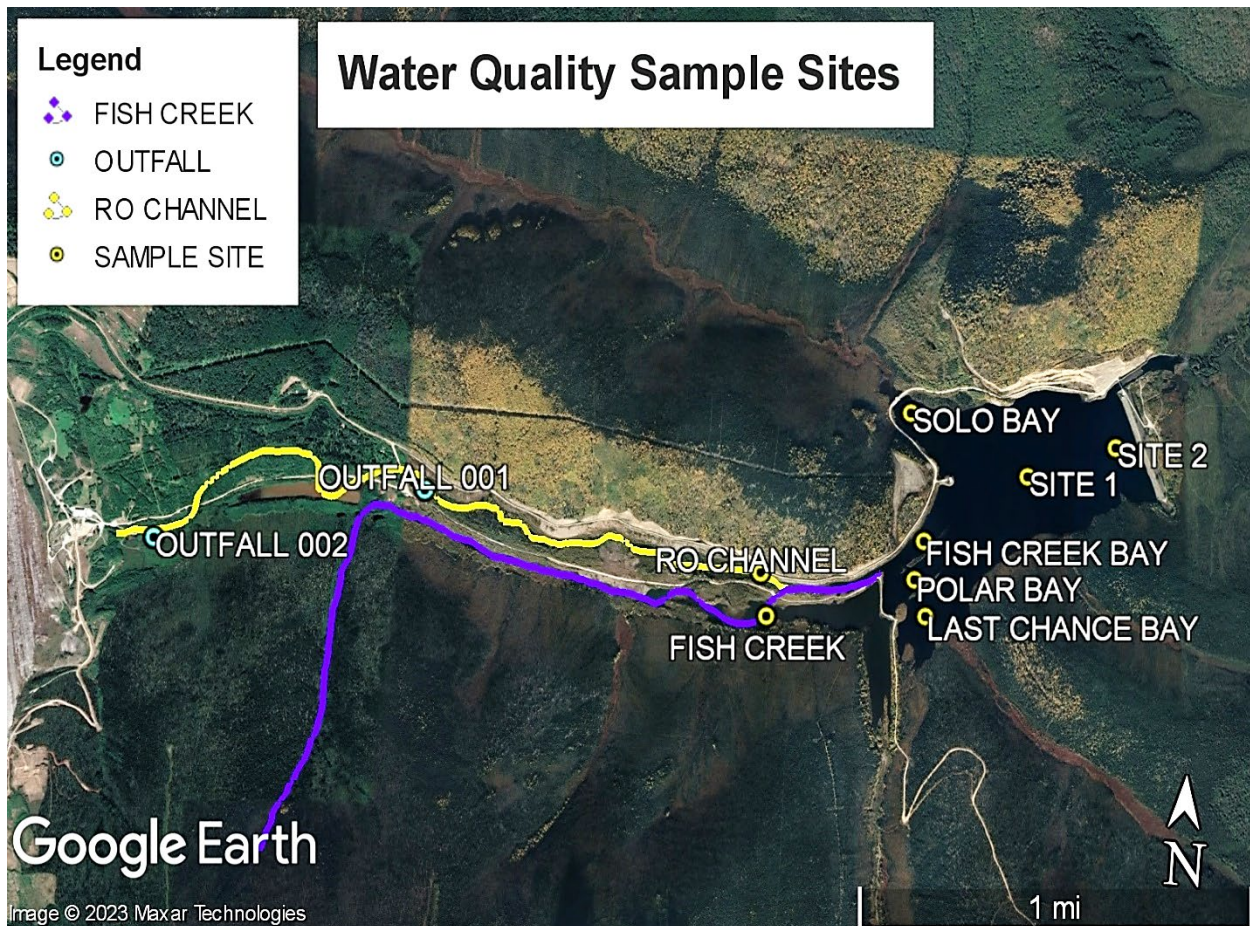 Legend
FISH CREEK
OUTFALL
RO CHANNEL
SAMPLE SITE
Water Quality Sample Sites
SOLO BAY
SITE 2
SITE 1
OUTFALL 001
OUTFALL 002
FISH CREEK BAY
RO CHANNEL
POLAR BAY
LAST CHANCE BAY
FISH CREEK
Google Earth
Image © 2023 Maxar Technologies
N
1 mi